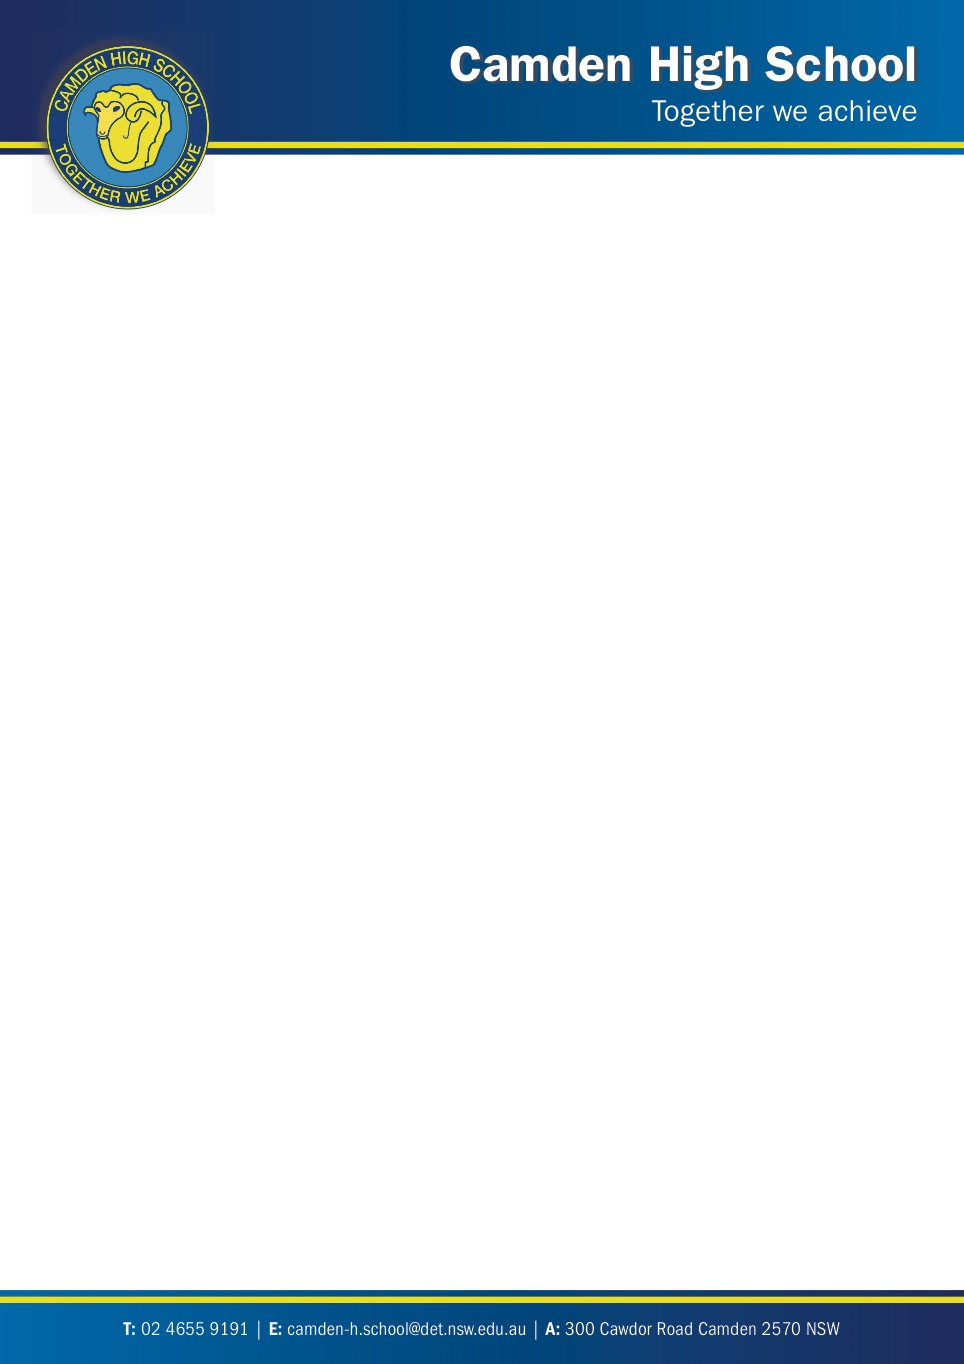 Camden High School
Together we achieve
CAMDEN HIGH SCHOOL
TOGETHER WE ACHIEVE
T: 02 4655 9191 | E: camden-h.school@det.nsw.edu.au | A: 300 Cawdor Road Camden 2570 NSW